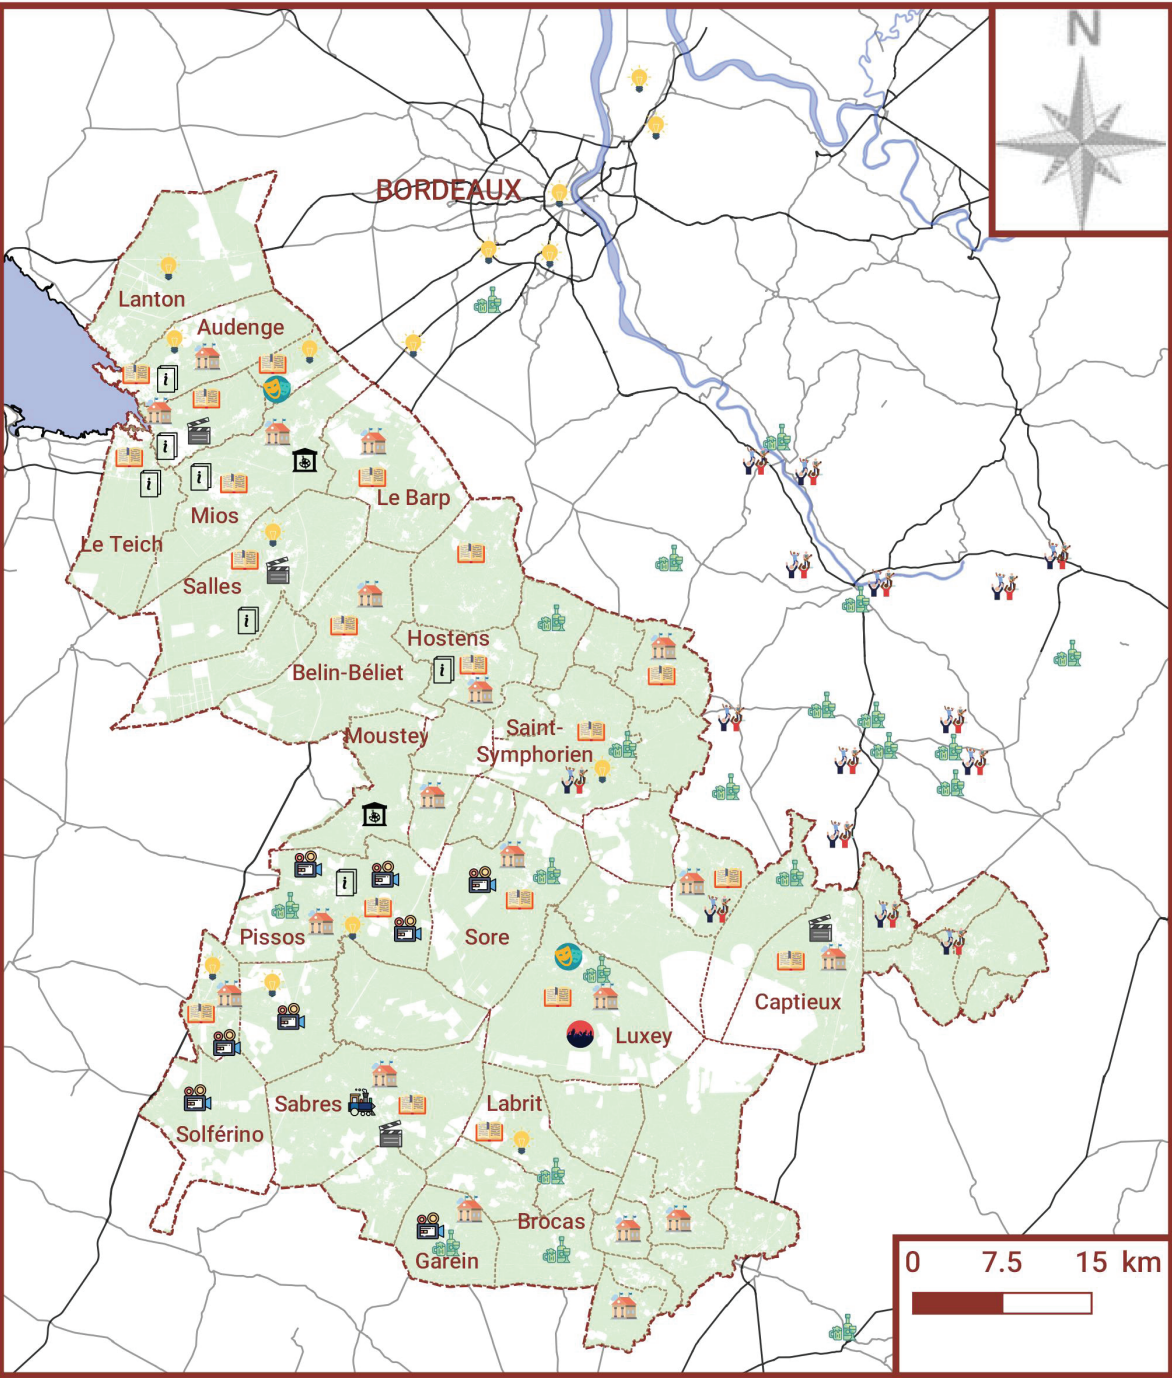 N
BORDEAUX
Lanton
Audenge
i
i
i
i
Le Barp
Mios
Le Teich
Salles
i
Hostens
i
Belin-Béliet
Moustey
Saint-
Symphorien
i
Pissos
Sore
Captieux
Luxey
Sabres
Labrit
Solférino
Brocas
Garein
0 7.5 15 km